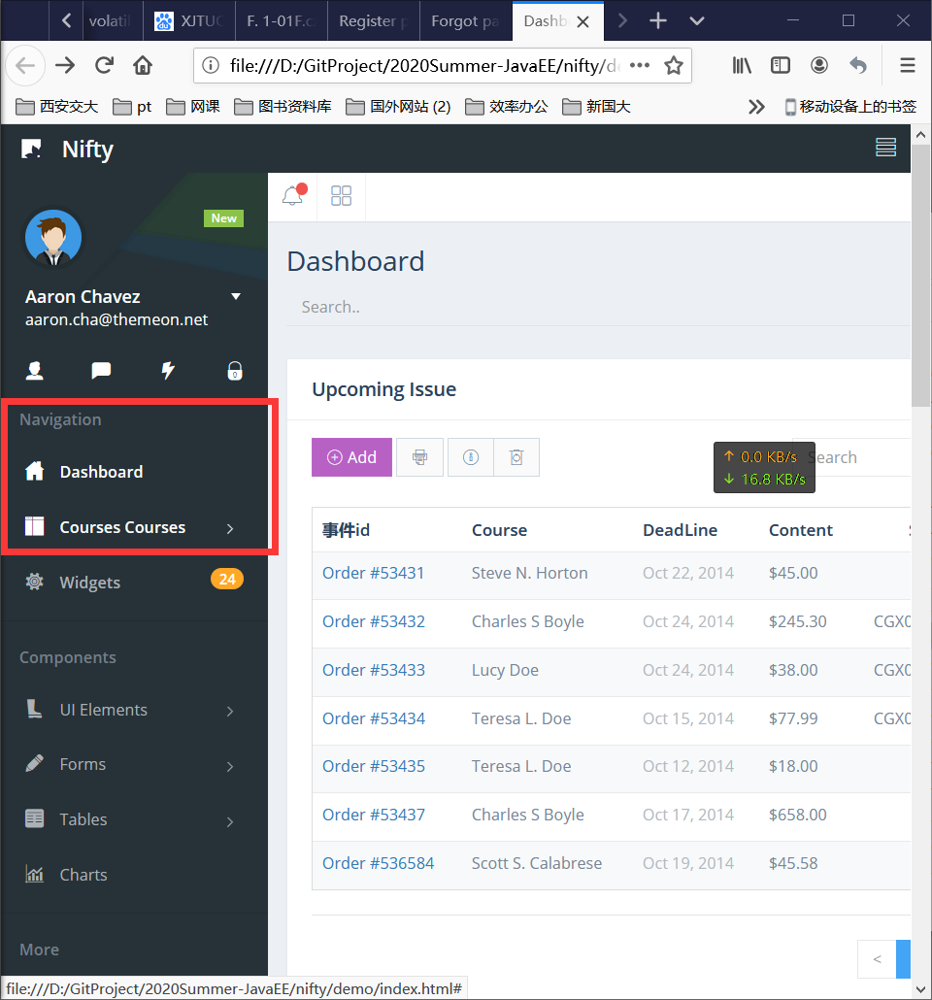 volatil
XJTUC
F. 1-01F.c
Register p
Forgot pa
Dashb
file:///D:/GitProject/2020Summer-JavaEE/nifty/de
西安交大
pt
网课
图书资料库
国外网站 (2)
效率办公
新国大
移动设备上的书签
Nifty
New
Aaron Chavez
aaron.cha@themeon.net
Navigation
Dashboard
Courses Courses
Widgets
24
Components
UI Elements
Forms
Tables
Charts
More
Dashboard
Search..
Upcoming Issue
Add
Search
0.0 KB/s
16.8 KB/s
事件id Course DeadLine Content
Order #53431 Steve N. Horton Oct 22, 2014 $45.00
Order #53432 Charles S Boyle Oct 24, 2014 $245.30 CGX0
Order #53433 Lucy Doe Oct 24, 2014 $38.00 CGX0
Order #53434 Teresa L. Doe Oct 15, 2014 $77.99 CGX0
Order #53435 Teresa L. Doe Oct 12, 2014 $18.00
Order #53437 Charles S Boyle Oct 17, 2014 $658.00
Order #536584 Scott S. Calabrese Oct 19, 2014 $45.58
<
file:///D:/GitProject/2020Summer-JavaEE/nifty/demo/index.html#